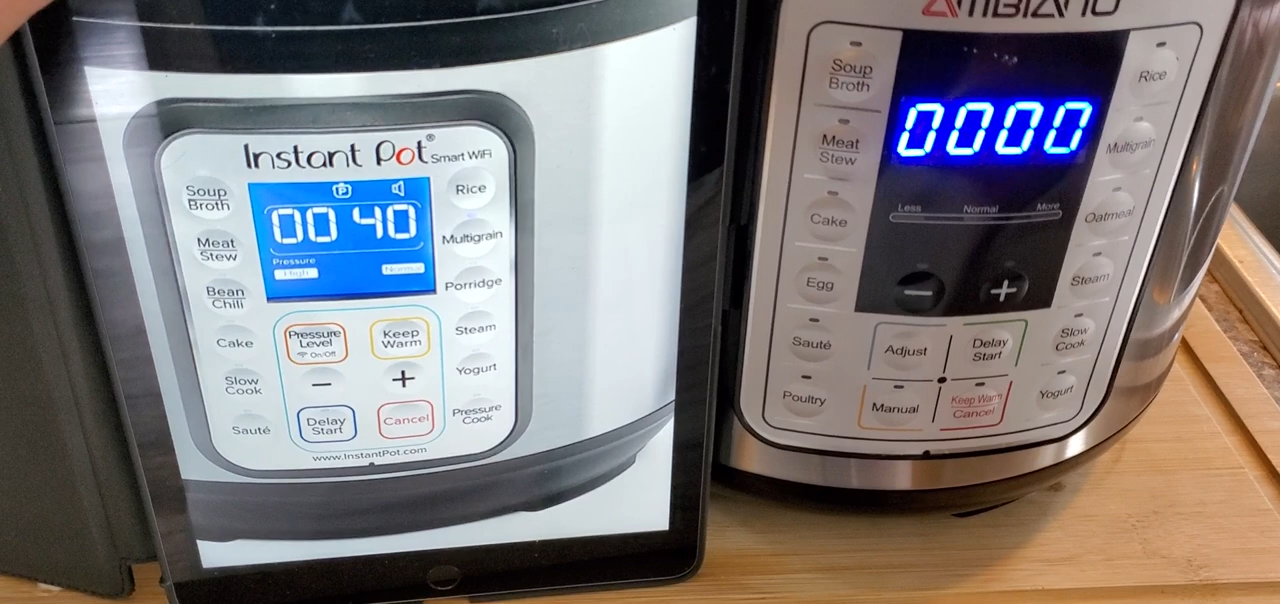 Instant Pot® Smart WiFi
Soup
Broth
Meat
Stew
Bean
Chili
Cake
Slow
Cook
Sauté
00 40
Pressure
High
Normal
Pressure
Level
On/Off
Keep
Warm
−
+
Delay
Start
Cancel
Rice
Multigrain
Porridge
Steam
Yogurt
Pressure
Cook
www.InstantPot.com
AMBIANO
Soup
Broth
Meat
Stew
Cake
Egg
Sauté
Poultry
0000
Less Normal More
−
+
Adjust
Delay
Start
Manual
Keep Warm
Cancel
Rice
Multigrain
Oatmeal
Steam
Slow
Cook
Yogurt